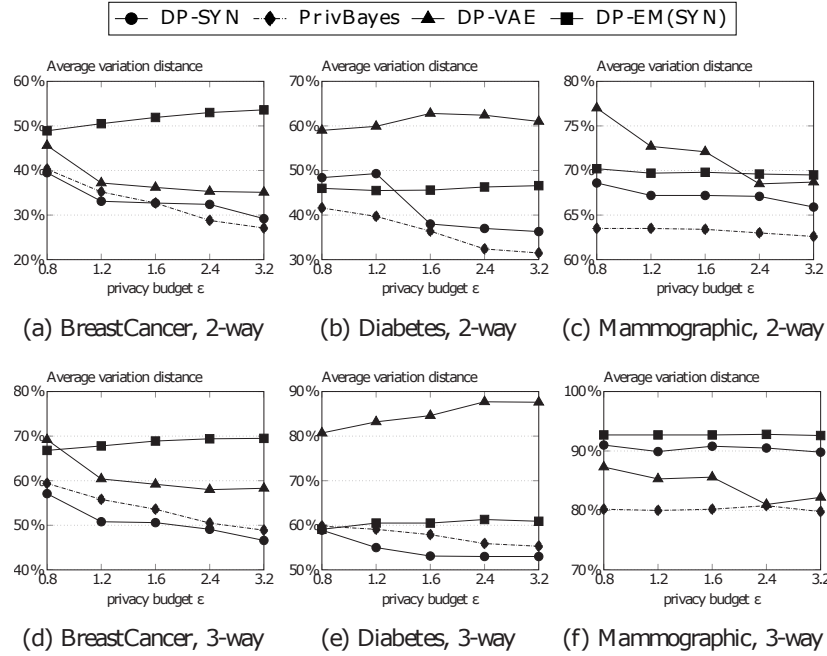 DP-SYN PrivBayes DP-VAE DP-EM(SYN)
Average variation distance
60%
50%
40%
30%
20%
0.8 1.2 1.6 2.4 3.2
privacy budget ε
(a) BreastCancer, 2-way
Average variation distance
70%
60%
50%
40%
30%
0.8 1.2 1.6 2.4 3.2
privacy budget ε
(b) Diabetes, 2-way
Average variation distance
80%
75%
70%
65%
60%
0.8 1.2 1.6 2.4 3.2
privacy budget ε
(c) Mammographic, 2-way
Average variation distance
80%
70%
60%
50%
40%
0.8 1.2 1.6 2.4 3.2
privacy budget ε
(d) BreastCancer, 3-way
Average variation distance
90%
80%
70%
60%
50%
0.8 1.2 1.6 2.4 3.2
privacy budget ε
(e) Diabetes, 3-way
Average variation distance
100%
90%
80%
70%
0.8 1.2 1.6 2.4 3.2
privacy budget ε
(f) Mammographic, 3-way